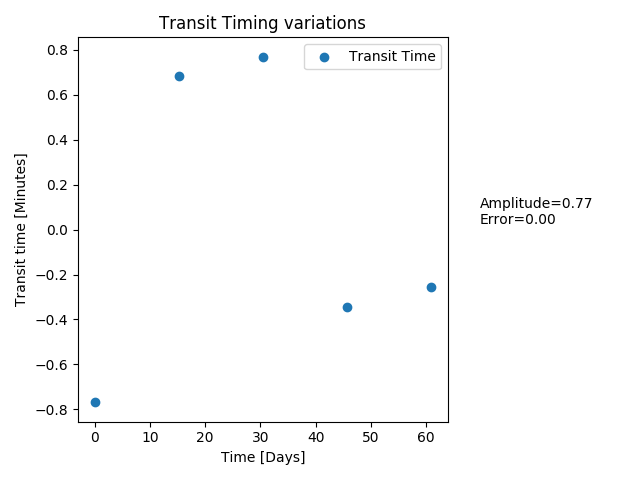 Transit Timing variations
Transit Time
0.8
0.6
0.4
0.2
0.0
−0.2
−0.4
−0.6
−0.8
Transit time [Minutes]
0 10 20 30 40 50 60
Time [Days]
Amplitude=0.77
Error=0.00